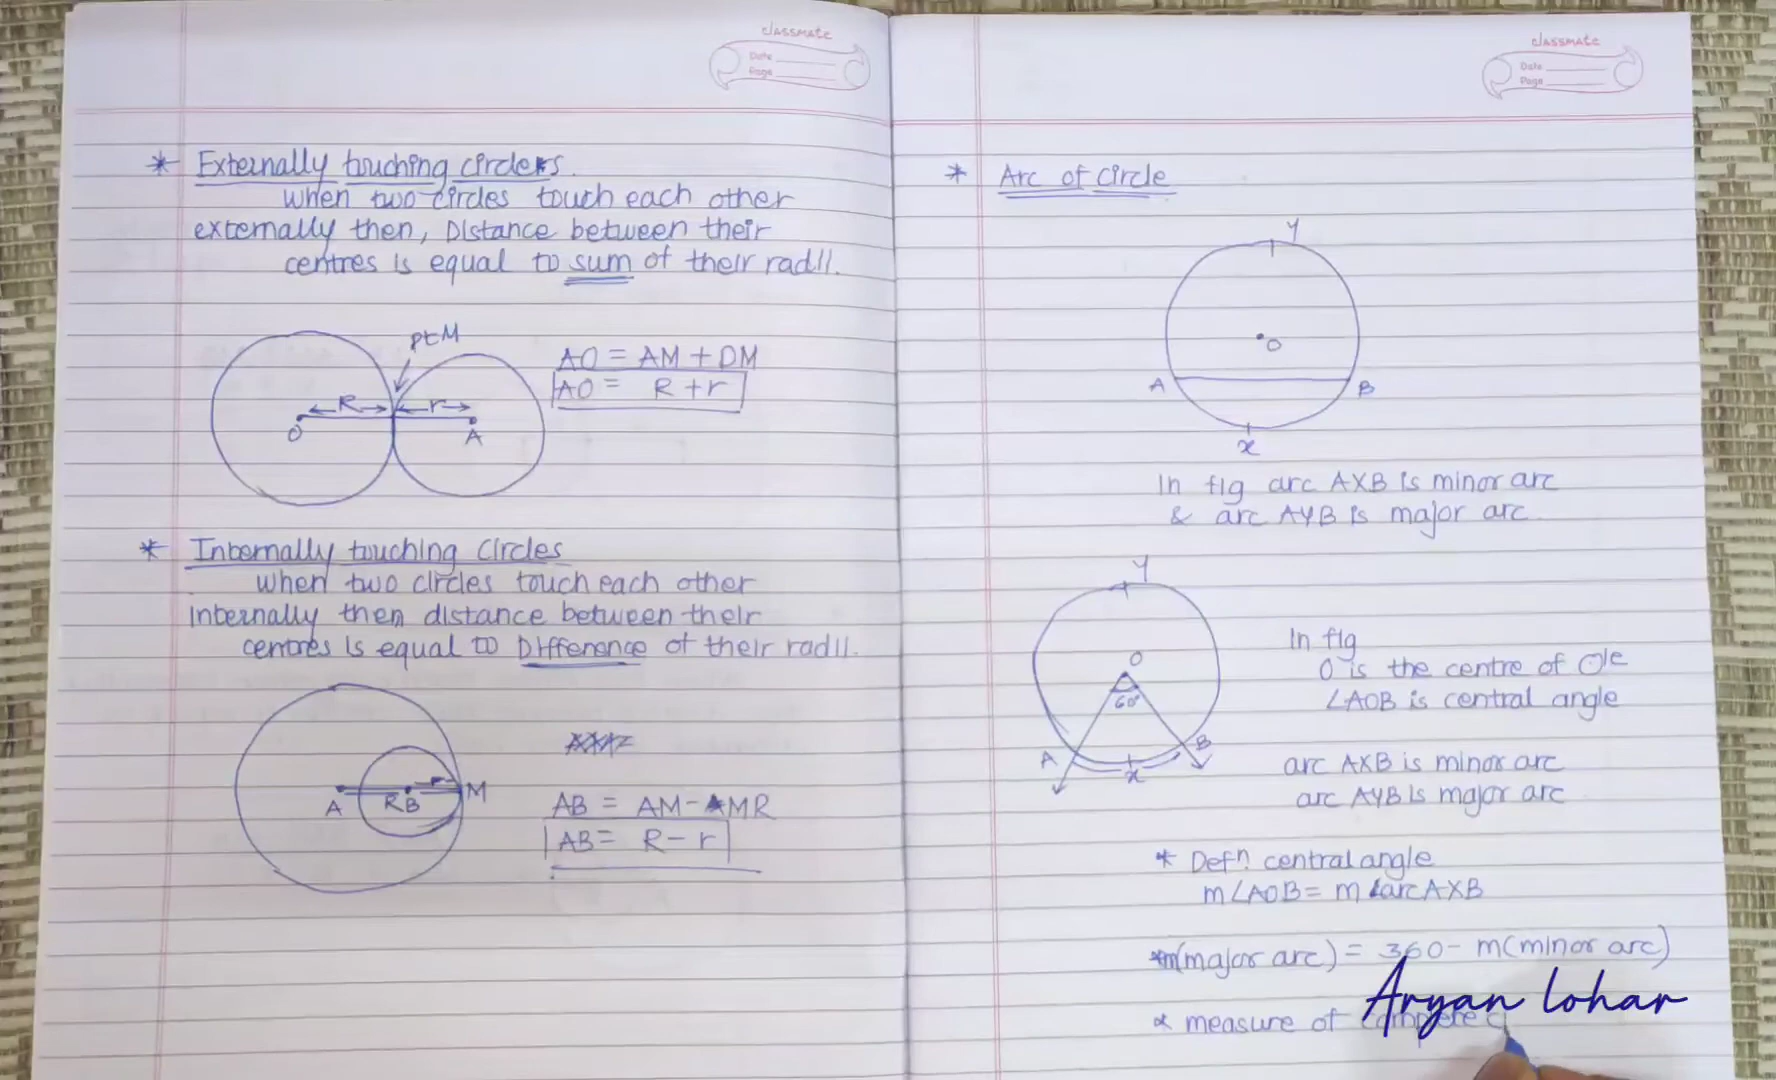 classmate
Date
Page
* Externally touching circles.
When two circles touch each other
externally then, Distance between their
centres is equal to sum of their radii.
pt M
R
r
O
A
AO = AM + OM
AO = R + r
* Internally touching circles
when two circles touch each other
internally then distance between their
centres is equal to Difference of their radii.
A
R
B
r
M
AB = AM - MR
AB = R - r
classmate
Date
Page
* Arc of circle
Y
O
A
B
x
In fig arc AXB is minor arc
& arc AYB is major arc
Y
O
60°
A
B
x
In fig
O is the centre of Ole
∠AOB is central angle
arc AXB is minor arc
arc AYB is major arc
* Defn central angle
m∠AOB = m arc AXB
*m(major arc) = 360 - m(minor arc)
Aryan lohar
* measure of complete c